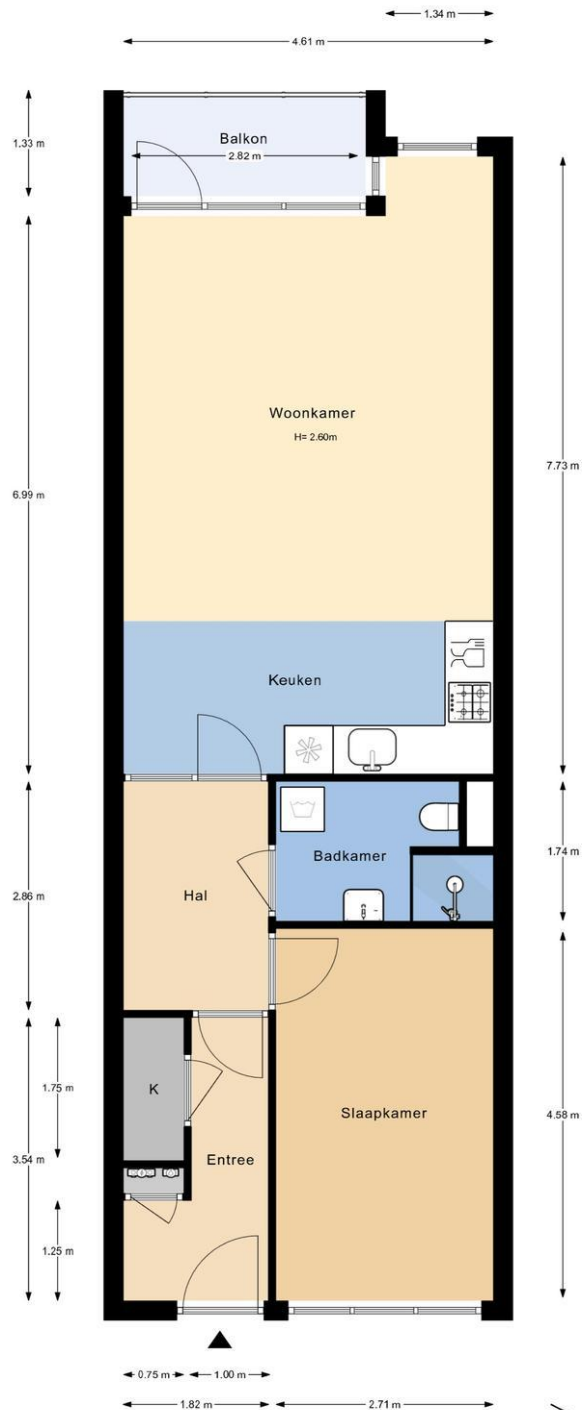 1.34 m
4.61 m
1.33 m
Balkon
2.82 m
Woonkamer
H= 2.60m
7.73 m
6.99 m
Keuken
Badkamer
1.74 m
2.86 m
Hal
1.75 m
K
Slaapkamer
4.58 m
3.54 m
Entree
1.25 m
0.75 m
1.00 m
1.82 m
2.71 m